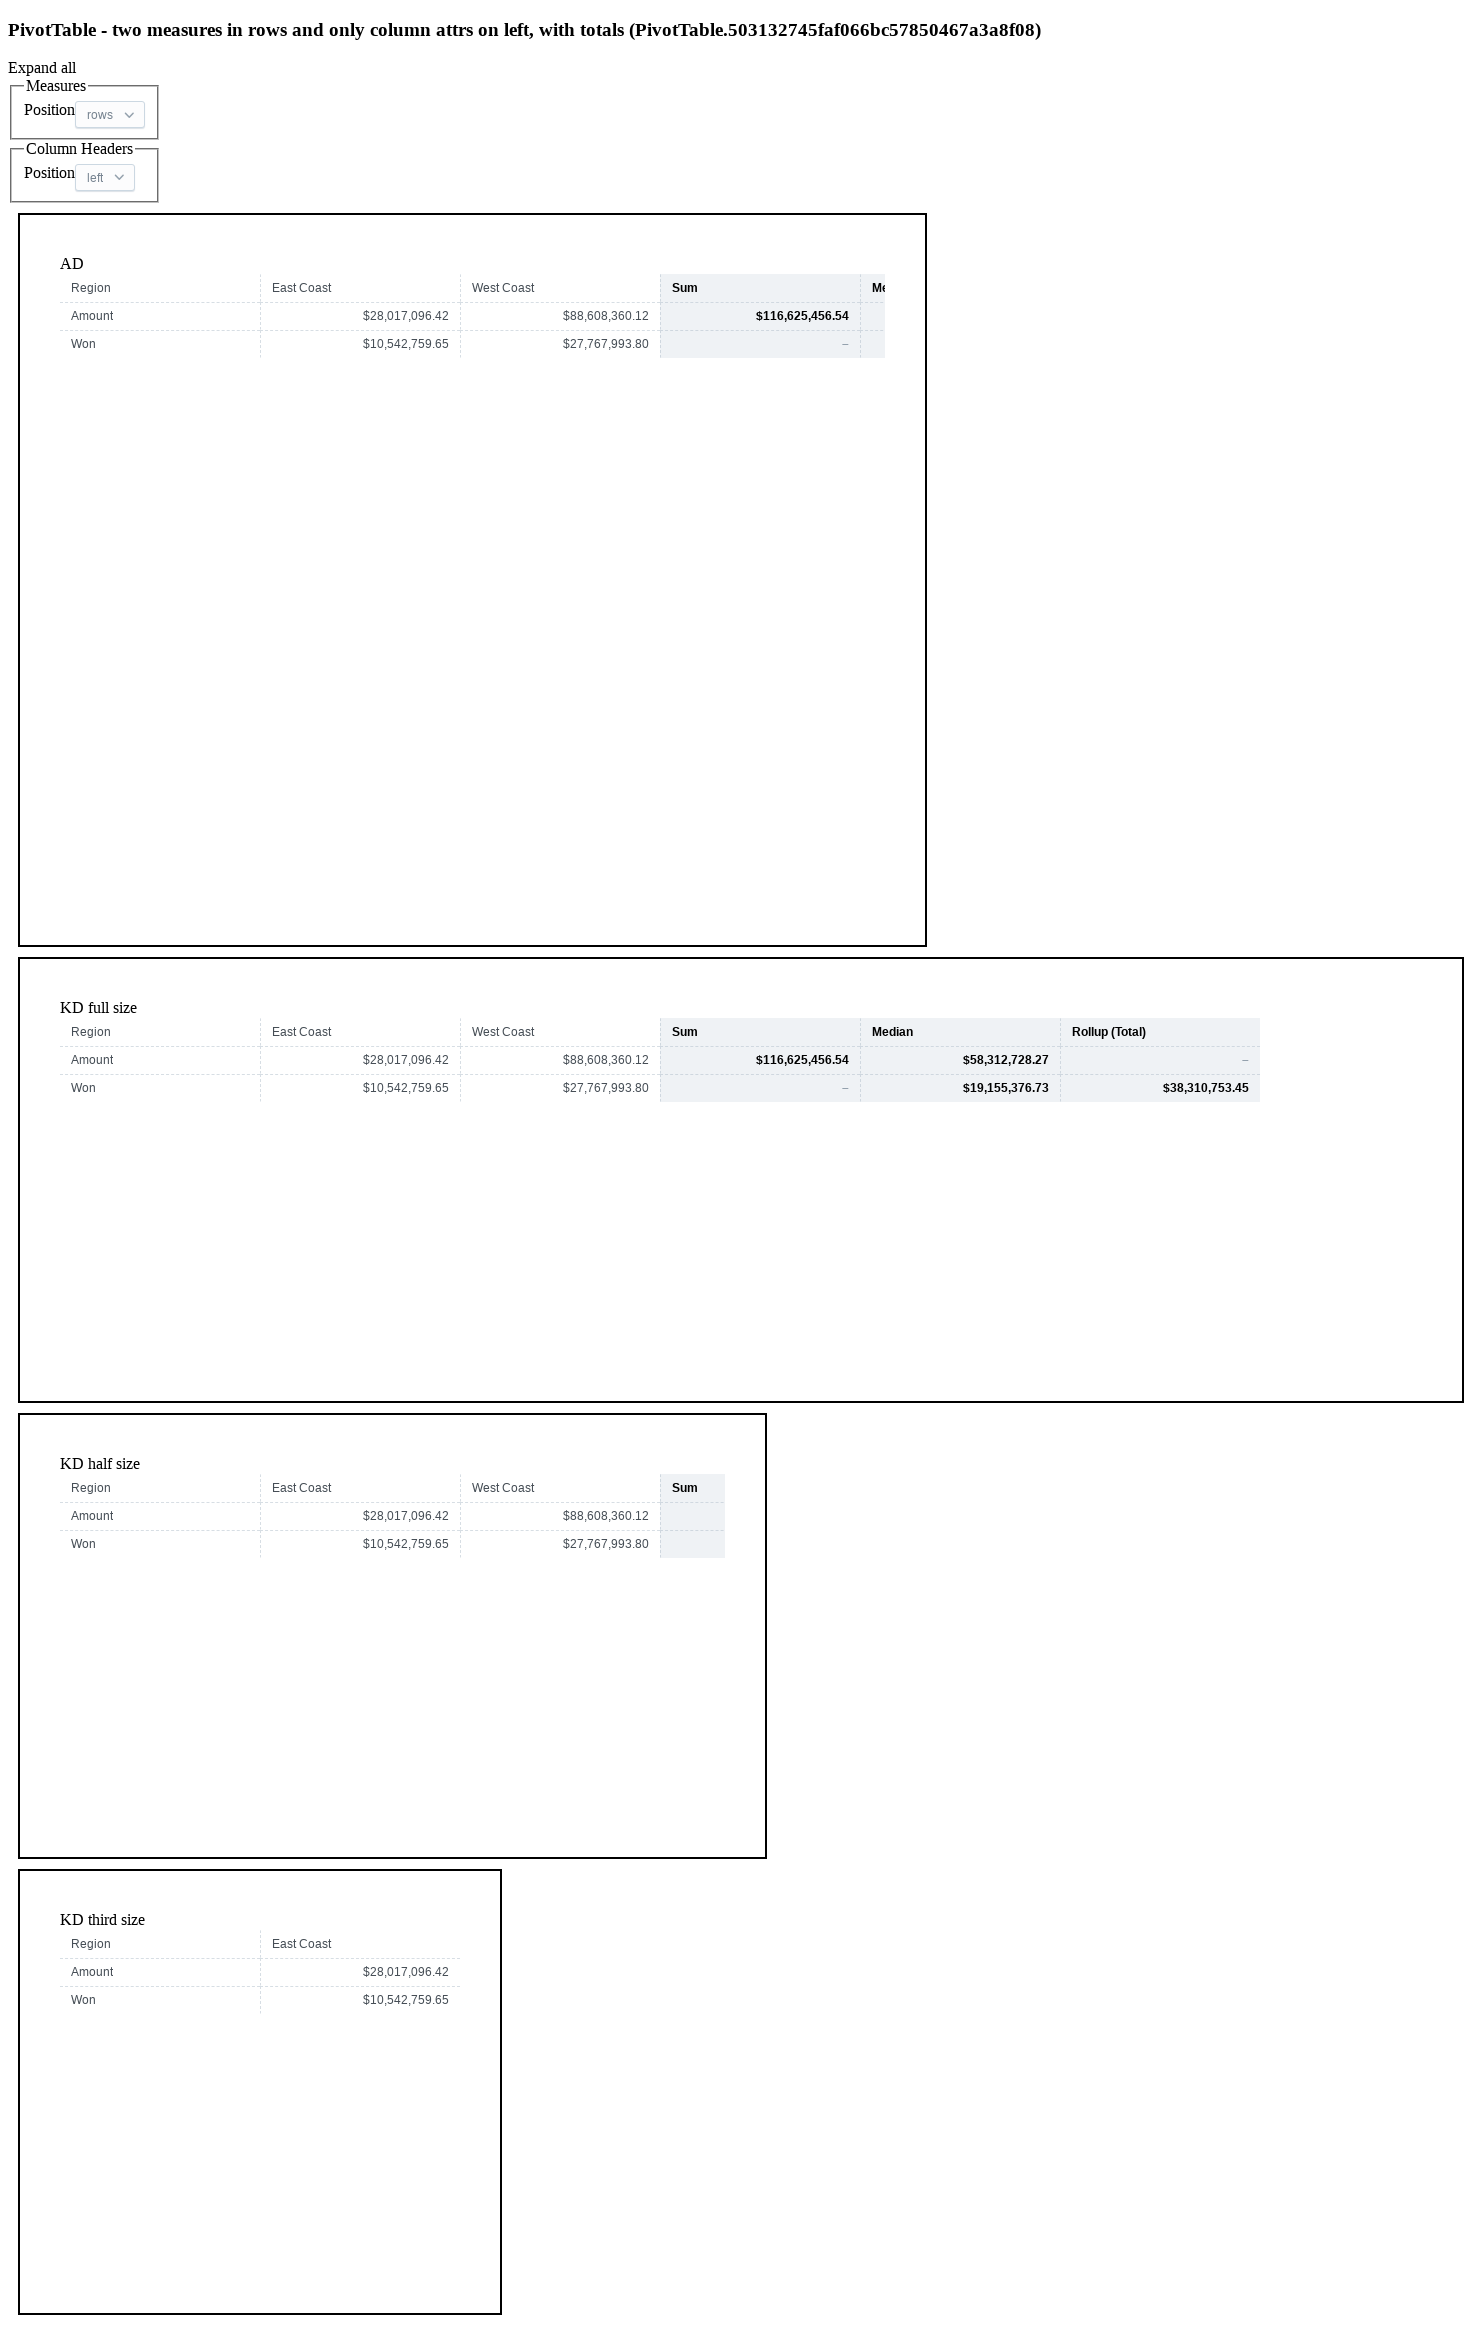 PivotTable - two measures in rows and only column attrs on left, with totals (PivotTable.503132745faf066bc57850467a3a8f08)
Expand all
Measures
Position rows
Column Headers
Position left
AD
Region East Coast West Coast Sum Me
Amount $28,017,096.42 $88,608,360.12 $116,625,456.54
Won $10,542,759.65 $27,767,993.80 –
KD full size
Region East Coast West Coast Sum Median Rollup (Total)
Amount $28,017,096.42 $88,608,360.12 $116,625,456.54 $58,312,728.27 –
Won $10,542,759.65 $27,767,993.80 – $19,155,376.73 $38,310,753.45
KD half size
Region East Coast West Coast Sum
Amount $28,017,096.42 $88,608,360.12
Won $10,542,759.65 $27,767,993.80
KD third size
Region East Coast
Amount $28,017,096.42
Won $10,542,759.65